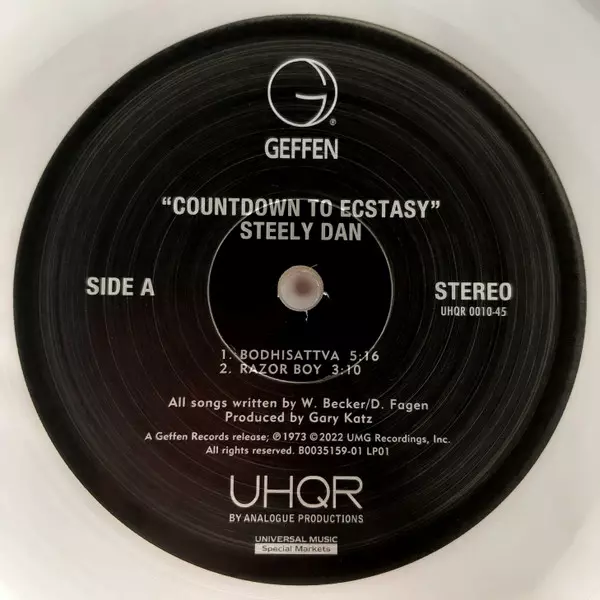 G
®
GEFFEN
“COUNTDOWN TO ECSTASY”
STEELY DAN
SIDE A
STEREO
UHQR 0010-45
1. BODHISATTVA 5:16
2. RAZOR BOY 3:10
All songs written by W. Becker/D. Fagen
Produced by Gary Katz
A Geffen Records release; ℗ 1973 © 2022 UMG Recordings, Inc.
All rights reserved. B0035159-01 LP01
UHQR
BY ANALOGUE PRODUCTIONS
UNIVERSAL MUSIC
Special Markets